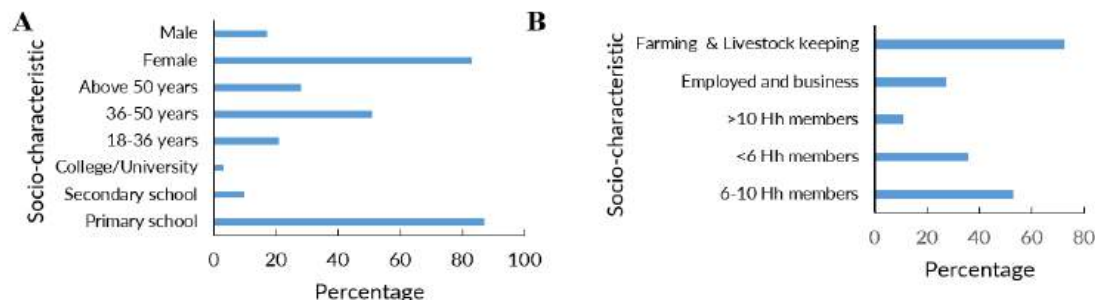 A
Socio-characteristic
Male
Female
Above 50 years
36-50 years
18-36 years
College/University
Secondary school
Primary school
0 20 40 60 80 100
Percentage
B
Socio-characteristic
Farming & Livestock keeping
Employed and business
>10 Hh members
<6 Hh members
6-10 Hh members
0 20 40 60 80
Percentage